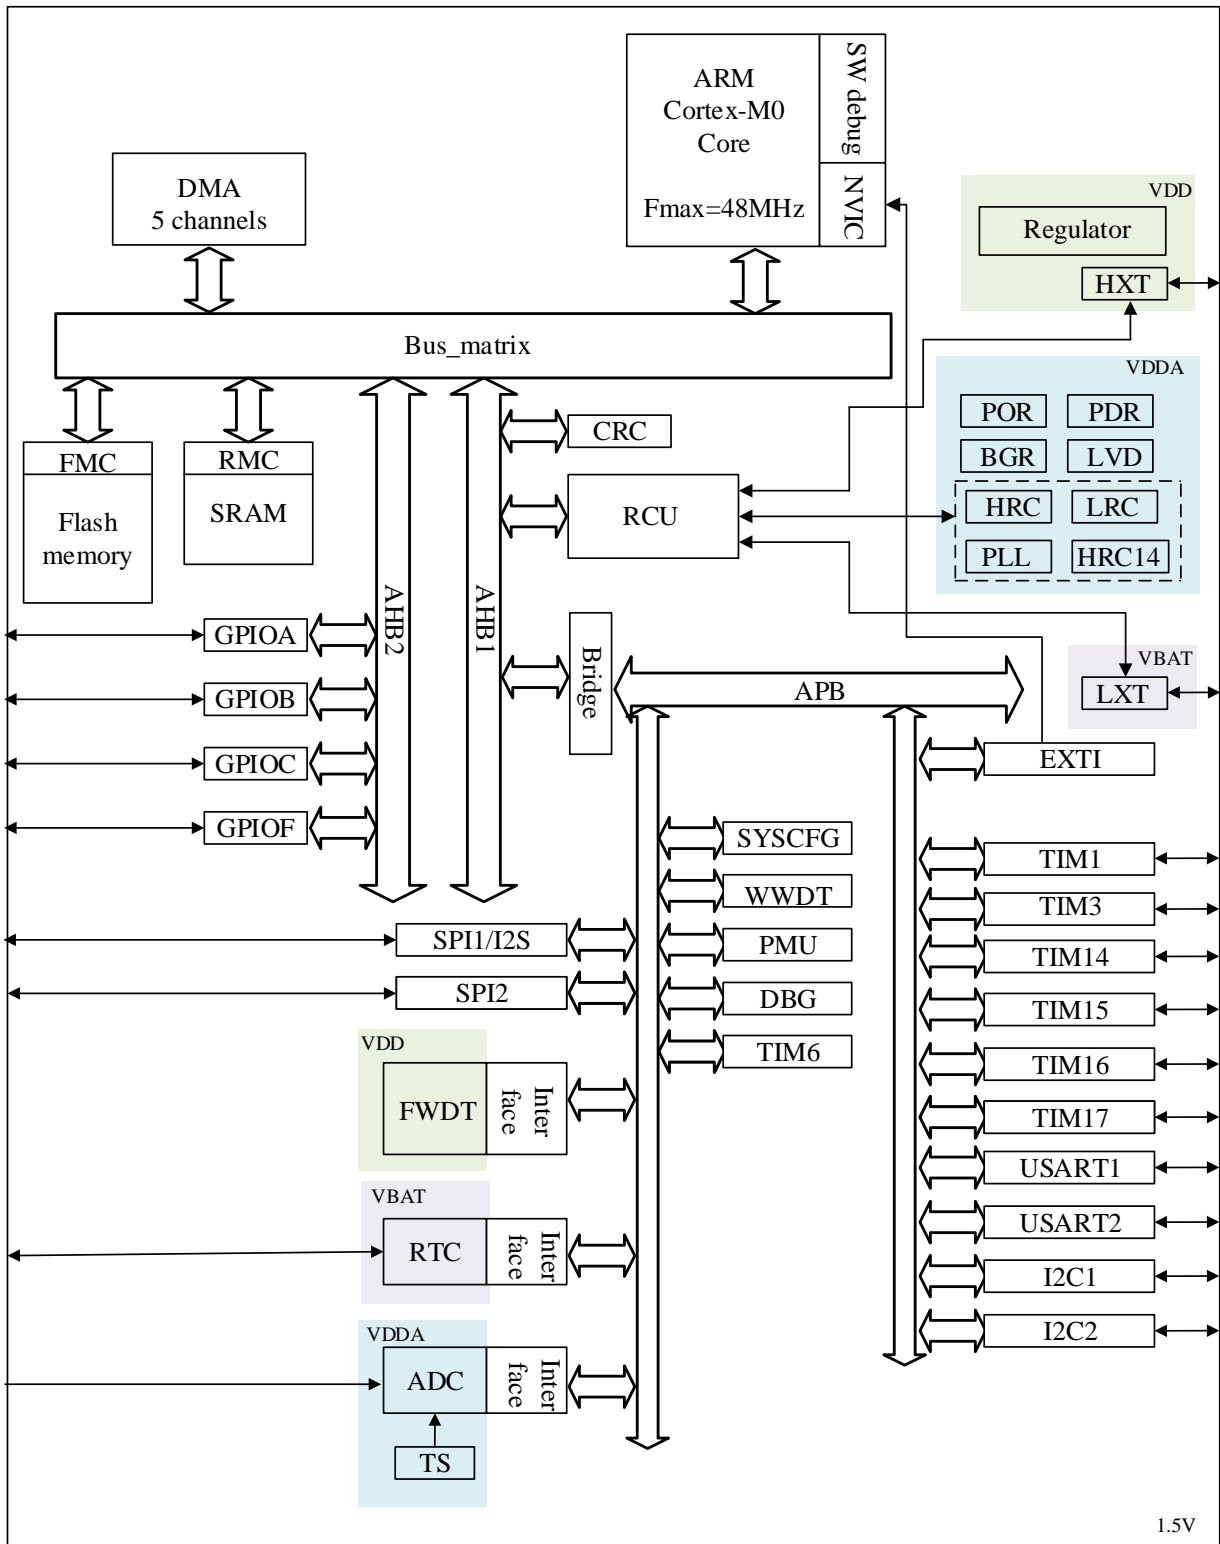 ARM
Cortex-M0
Core
Fmax=48MHz
SW debug
NVIC
DMA
5 channels
VDD
Regulator
HXT
Bus_matrix
VDDA
POR
PDR
BGR
LVD
HRC
LRC
PLL
HRC14
CRC
FMC
Flash
memory
RMC
SRAM
RCU
AHB2
AHB1
GPIOA
GPIOB
GPIOC
GPIOF
Bridge
APB
VBAT
LXT
EXTI
SYSCFG
WWDT
PMU
DBG
TIM6
TIM1
TIM3
TIM14
TIM15
TIM16
TIM17
USART1
USART2
I2C1
I2C2
SPI1/I2S
SPI2
VDD
FWDT
Inter
face
VBAT
RTC
Inter
face
VDDA
ADC
Inter
face
TS
1.5V